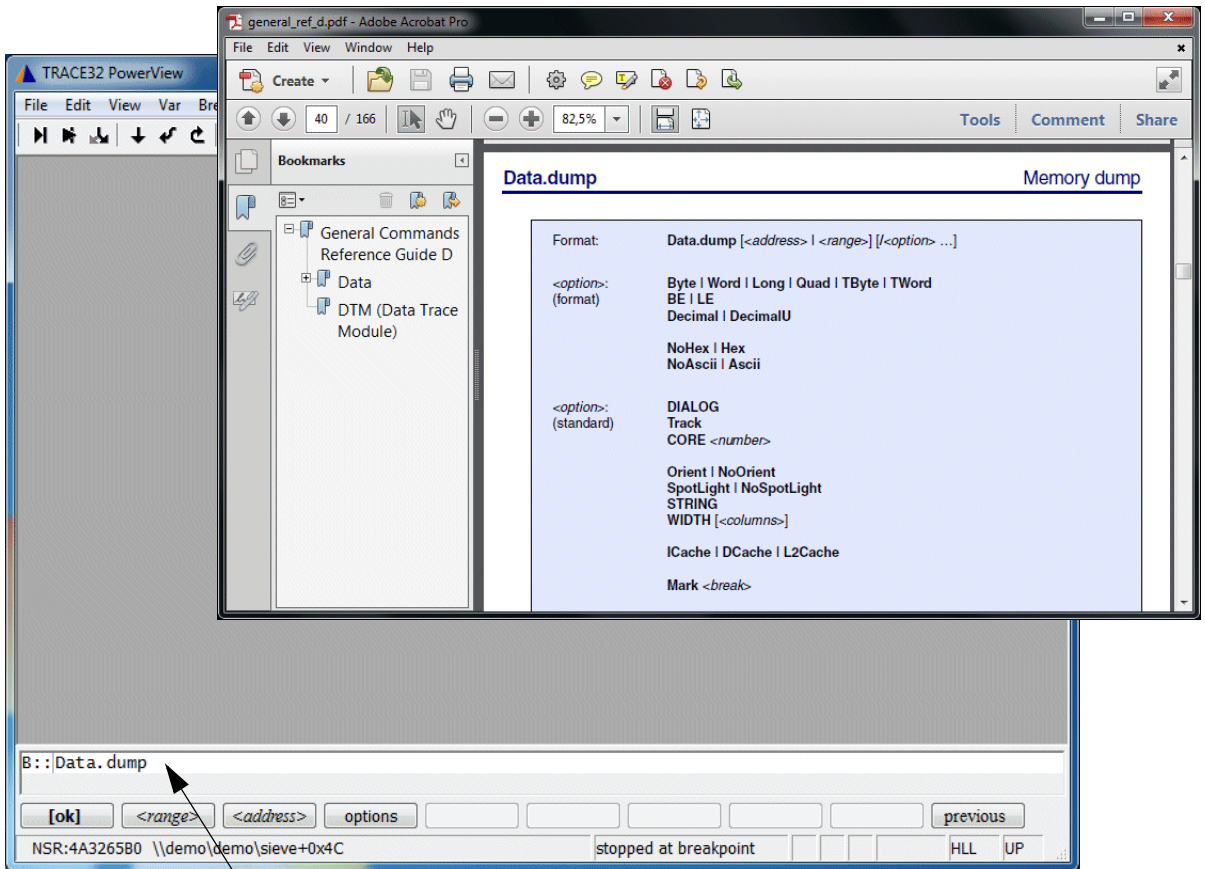 general_ref_d.pdf - Adobe Acrobat Pro
File Edit View Window Help
Create
40 / 166
82,5%
Tools Comment Share
Bookmarks
General Commands
Reference Guide D
Data
DTM (Data Trace
Module)
Data.dump Memory dump
Format: Data.dump [<address> | <range>] [/<option> …]
<option>: Byte | Word | Long | Quad | TByte | TWord
(format) BE | LE
Decimal | DecimalU
NoHex | Hex
NoAscii | Ascii
<option>: DIALOG
(standard) Track
CORE <number>
Orient | NoOrient
SpotLight | NoSpotLight
STRING
WIDTH [<columns>]
ICache | DCache | L2Cache
Mark <break>
TRACE32 PowerView
File Edit View Var Bre
B::Data.dump
[ok] <range> <address> options previous
NSR:4A3265B0 \\demo\demo\sieve+0x4C stopped at breakpoint HLL UP